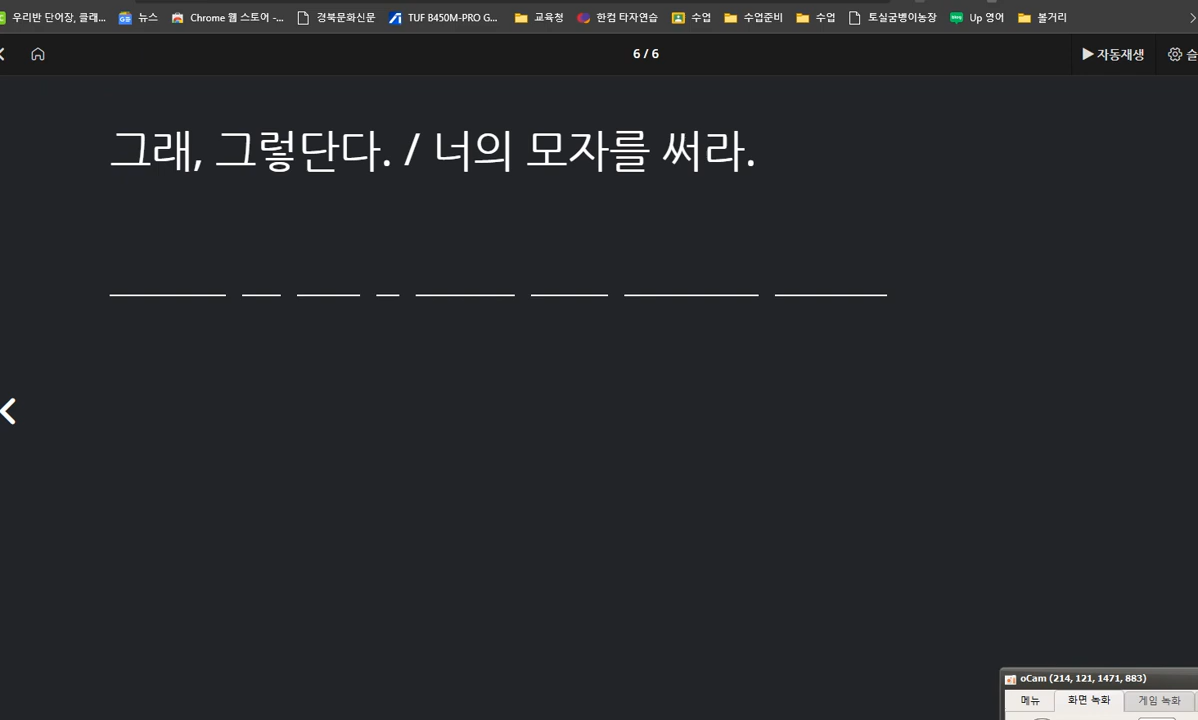 우리반 단어장, 클래... 뉴스 Chrome 웹 스토어 -... 경북문화신문 TUF B450M-PRO G... 교육청 한컴 타자연습 수업 수업준비 수업 토실굼벵이농장 Up 영어 볼거리
6 / 6 자동재생 슬
그래, 그렇단다. / 너의 모자를 써라.
oCam (214, 121, 1471, 883)
메뉴 화면 녹화 게임 녹화